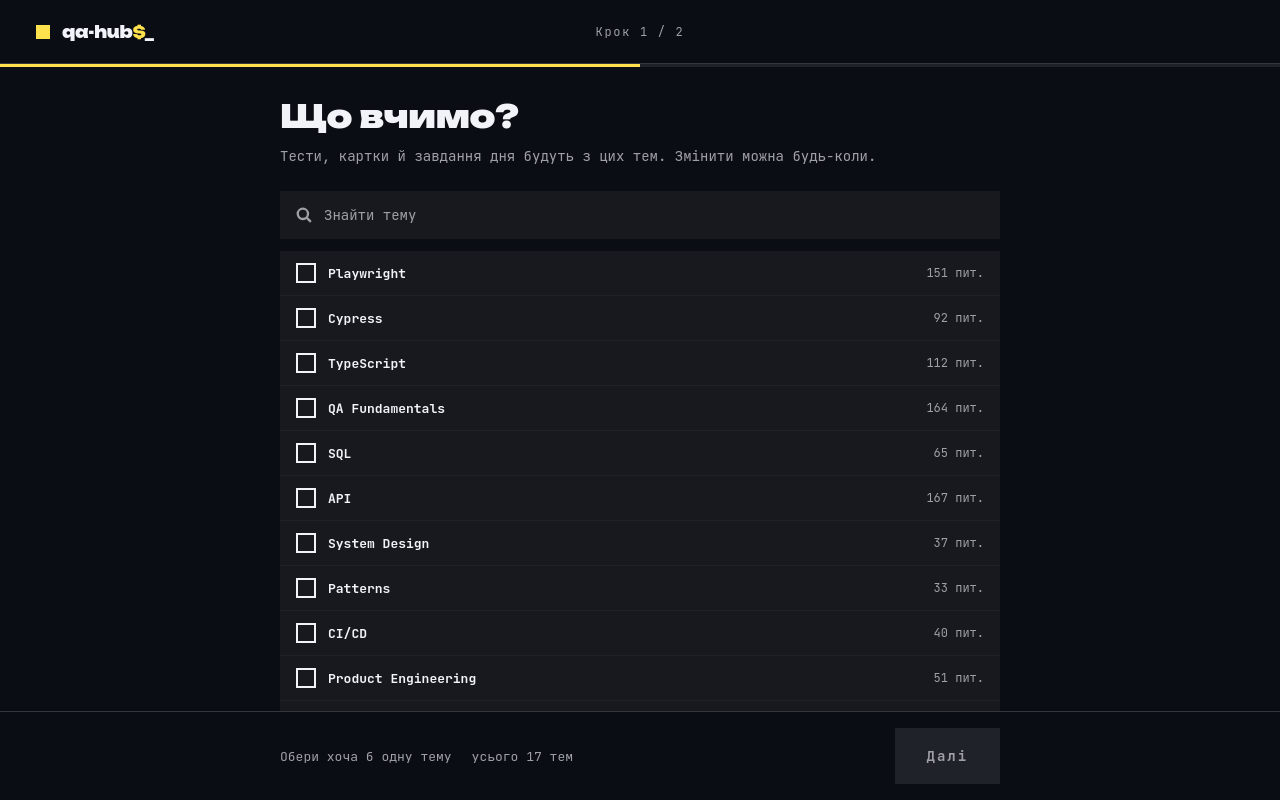 qa·hub$_
Крок 1 / 2
Що вчимо?
Тести, картки й завдання дня будуть з цих тем. Змінити можна будь-коли.
Знайти тему
Playwright 151 пит.
Cypress 92 пит.
TypeScript 112 пит.
QA Fundamentals 164 пит.
SQL 65 пит.
API 167 пит.
System Design 37 пит.
Patterns 33 пит.
CI/CD 40 пит.
Product Engineering 51 пит.
Обери хоча б одну тему усього 17 тем
Далі